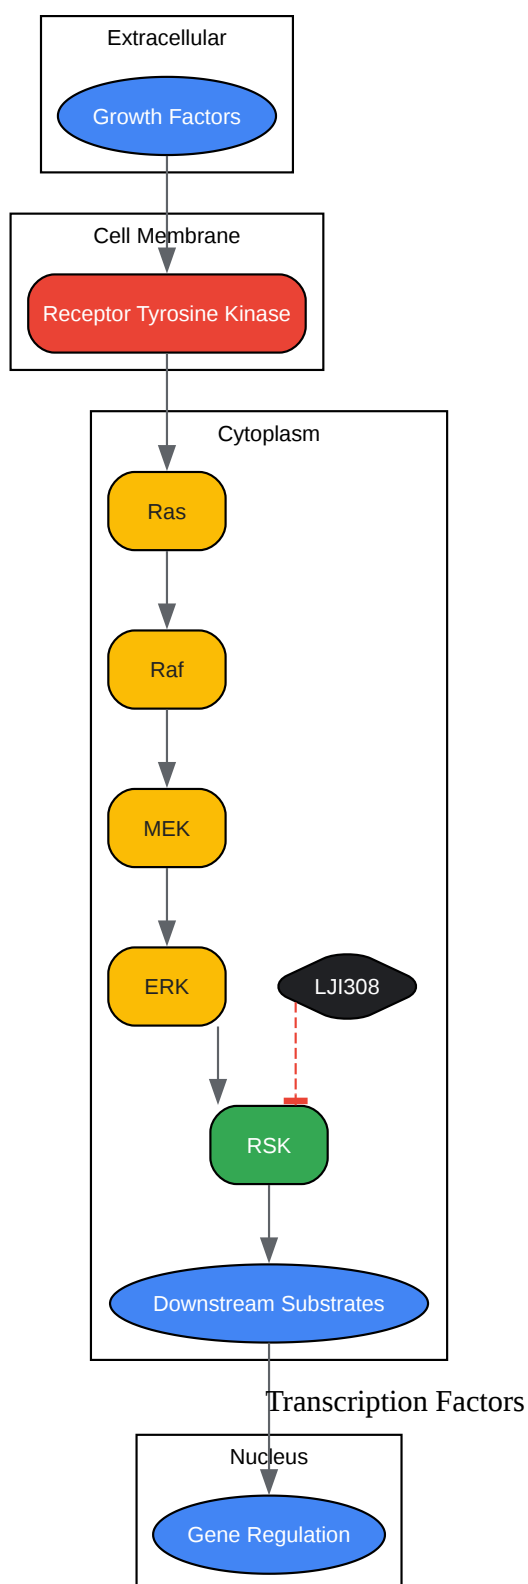 Extracellular
Growth Factors
Cell Membrane
Receptor Tyrosine Kinase
Cytoplasm
Ras
Raf
MEK
ERK
LJI308
RSK
Downstream Substrates
Transcription Factors
Nucleus
Gene Regulation